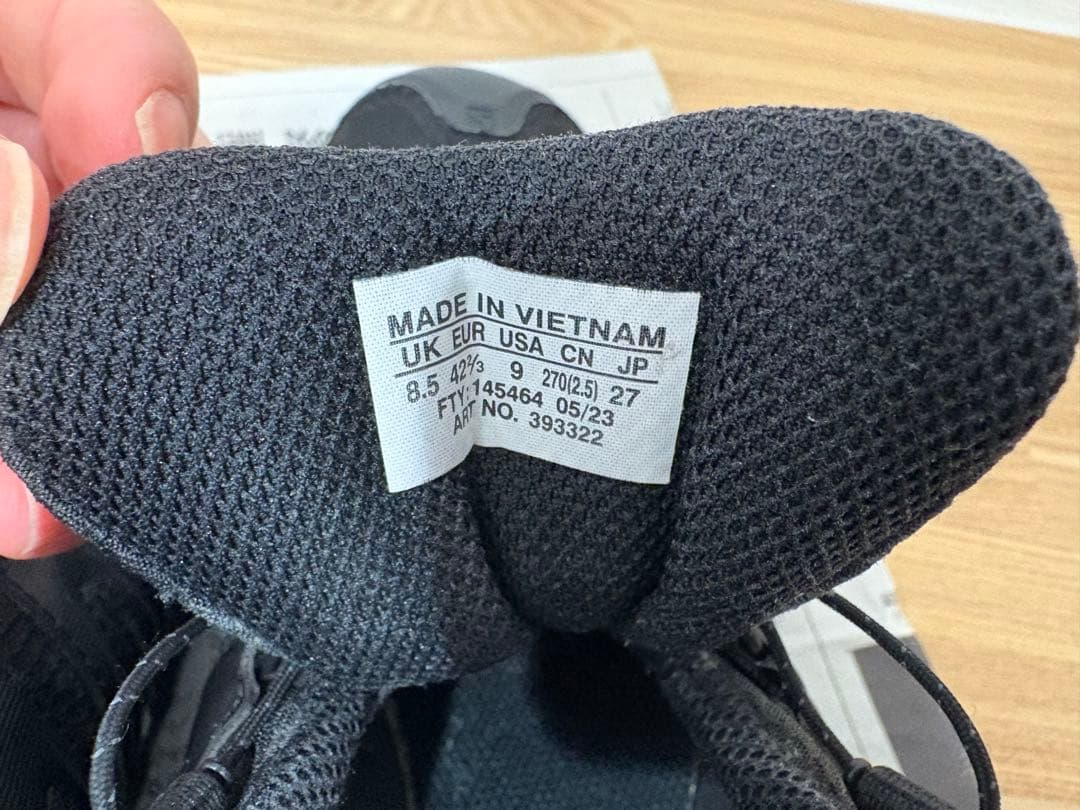 MADE IN VIETNAM
UK EUR USA CN JP
8.5 42⅔ 9 270(2.5) 27
FTY: 145464 05/23
ART NO. 393322